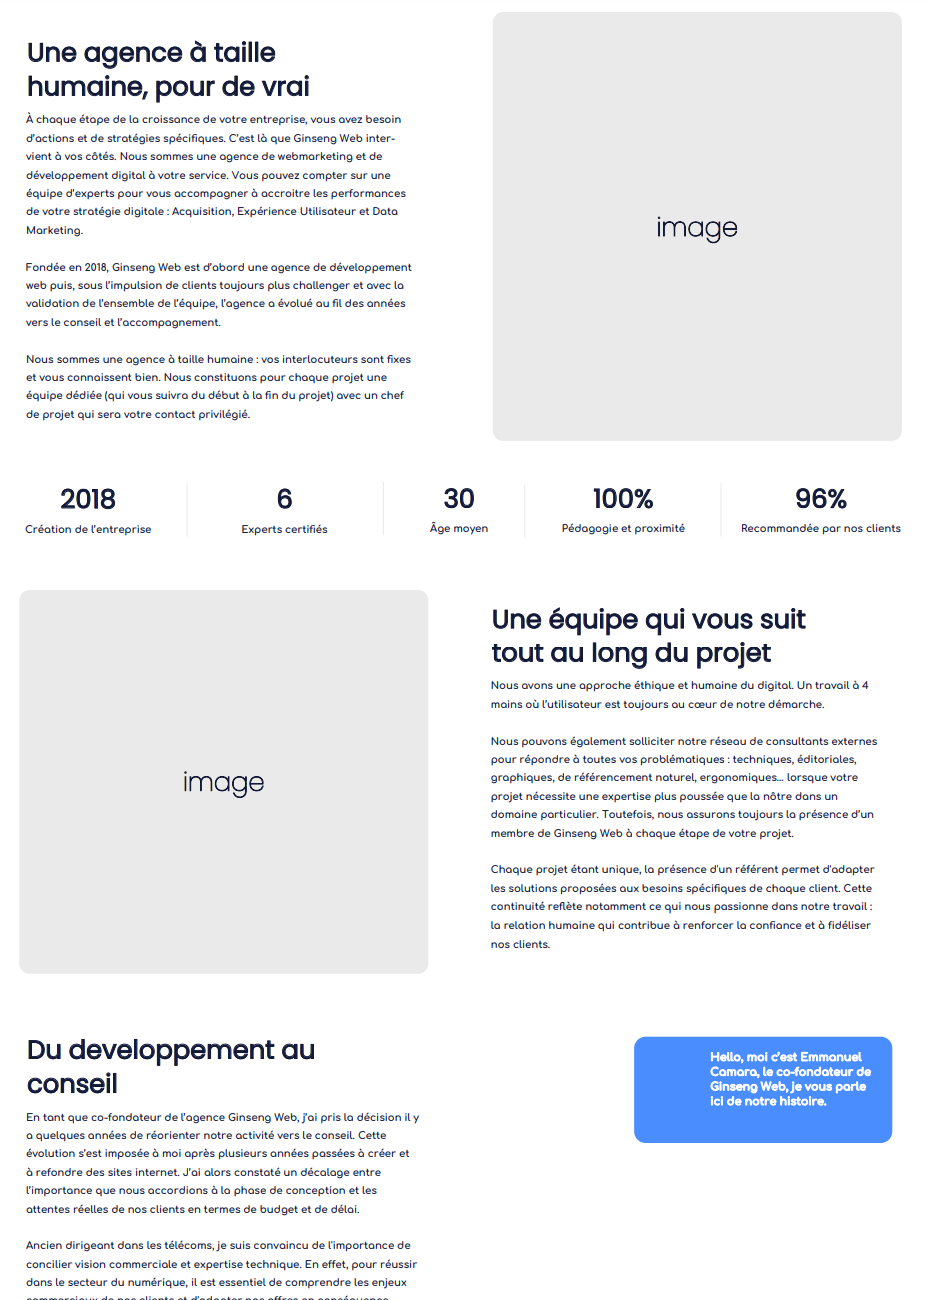 Une agence à taille
humaine, pour de vrai
À chaque étape de la croissance de votre entreprise, vous avez besoin
d'actions et de stratégies spécifiques. C'est là que Ginseng Web inter-
vient à vos côtés. Nous sommes une agence de webmarketing et de
développement digital à votre service. Vous pouvez compter sur une
équipe d'experts pour vous accompagner à accroitre les performances
de votre stratégie digitale : Acquisition, Expérience Utilisateur et Data
Marketing.
Fondée en 2018, Ginseng Web est d'abord une agence de développement
web puis, sous l'impulsion de clients toujours plus challenger et avec la
validation de l'ensemble de l'équipe, l'agence a évolué au fil des années
vers le conseil et l'accompagnement.
Nous sommes une agence à taille humaine : vos interlocuteurs sont fixes
et vous connaissent bien. Nous constituons pour chaque projet une
équipe dédiée (qui vous suivra du début à la fin du projet) avec un chef
de projet qui sera votre contact privilégié.
image
2018
Création de l'entreprise
6
Experts certifiés
30
Âge moyen
100%
Pédagogie et proximité
96%
Recommandée par nos clients
image
Une équipe qui vous suit
tout au long du projet
Nous avons une approche éthique et humaine du digital. Un travail à 4
mains où l'utilisateur est toujours au cœur de notre démarche.
Nous pouvons également solliciter notre réseau de consultants externes
pour répondre à toutes vos problématiques : techniques, éditoriales,
graphiques, de référencement naturel, ergonomiques... lorsque votre
projet nécessite une expertise plus poussée que la nôtre dans un
domaine particulier. Toutefois, nous assurons toujours la présence d'un
membre de Ginseng Web à chaque étape de votre projet.
Chaque projet étant unique, la présence d'un référent permet d'adapter
les solutions proposées aux besoins spécifiques de chaque client. Cette
continuité reflète notamment ce qui nous passionne dans notre travail :
la relation humaine qui contribue à renforcer la confiance et à fidéliser
nos clients.
Du developpement au
conseil
En tant que co-fondateur de l'agence Ginseng Web, j'ai pris la décision il y
a quelques années de réorienter notre activité vers le conseil. Cette
évolution s'est imposée à moi après plusieurs années passées à créer et
à refondre des sites internet. J'ai alors constaté un décalage entre
l'importance que nous accordions à la phase de conception et les
attentes réelles de nos clients en termes de budget et de délai.
Ancien dirigeant dans les télécoms, je suis convaincu de l'importance de
concilier vision commerciale et expertise technique. En effet, pour réussir
dans le secteur du numérique, il est essentiel de comprendre les enjeux
commerciaux de nos clients et d'adapter nos offres en conséquence.
Hello, moi c'est Emmanuel
Camara, le co-fondateur de
Ginseng Web, je vous parle
ici de notre histoire.